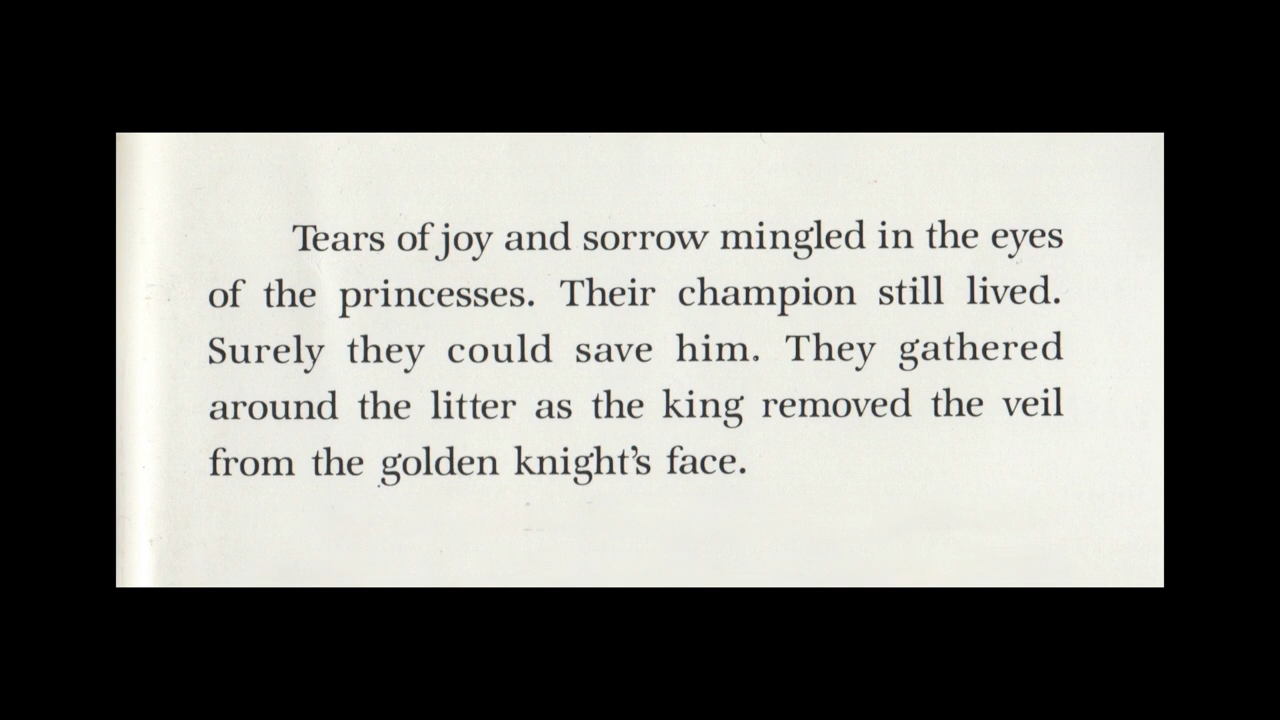 Tears of joy and sorrow mingled in the eyes
of the princesses. Their champion still lived.
Surely they could save him. They gathered
around the litter as the king removed the veil
from the golden knight’s face.